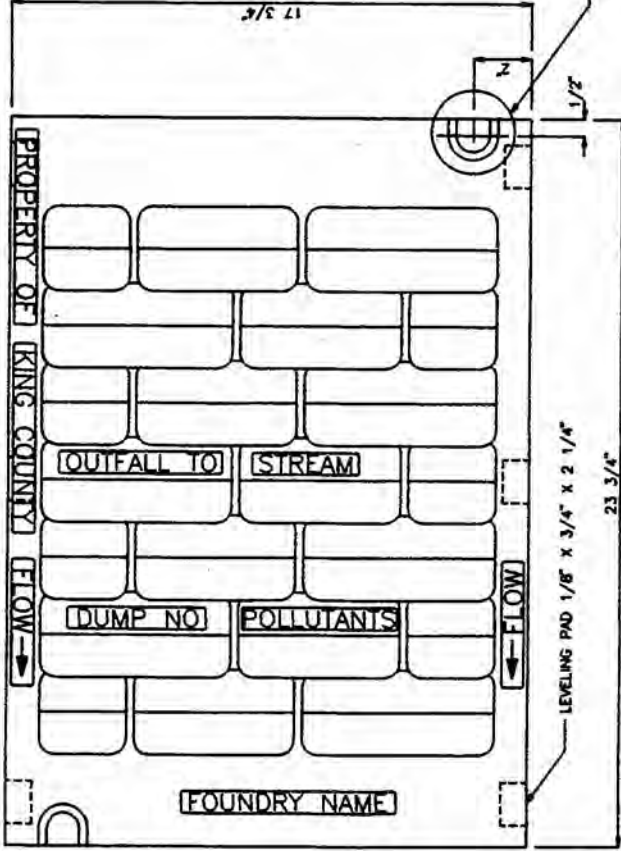 17 3/4"
2"
1/2"
PROPERTY OF KING COUNTY FLOW
OUTFALL TO STREAM
DUMP NO POLLUTANTS
FLOW
FOUNDRY NAME
LEVELING PAD 1/8" X 3/4" X 2 1/4"
23 3/4"